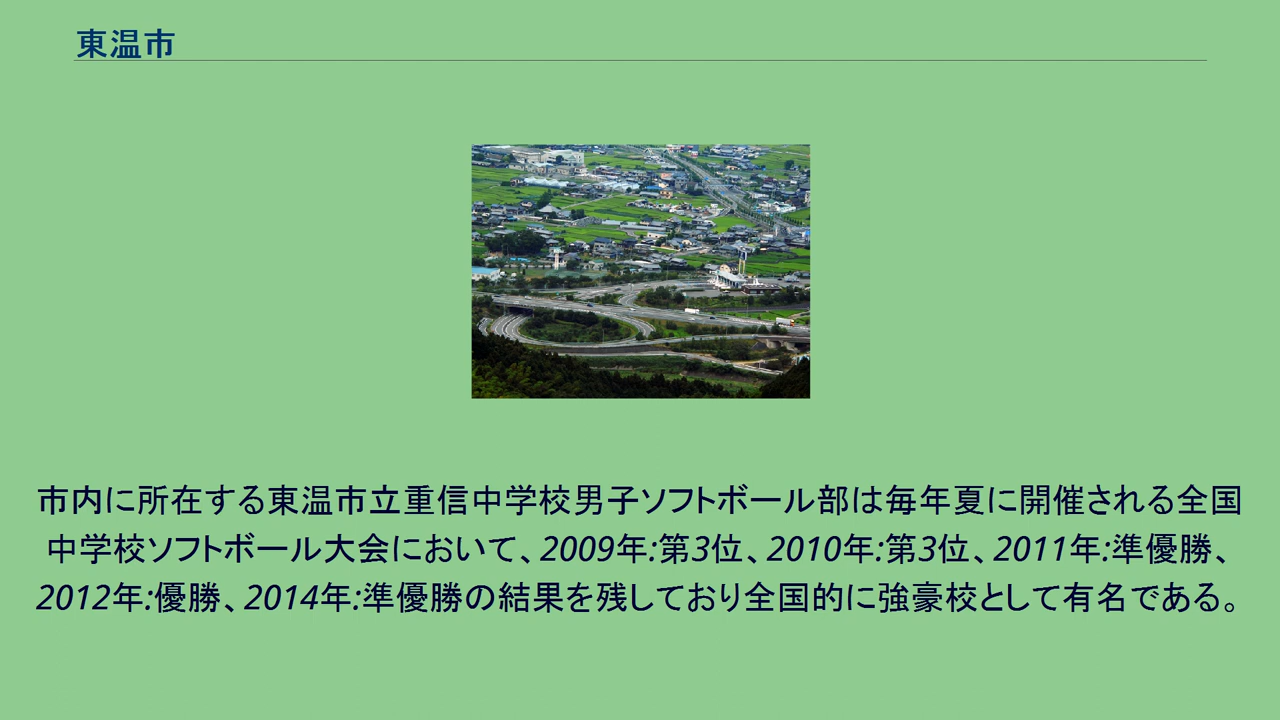 東温市
市内に所在する東温市立重信中学校男子ソフトボール部は毎年夏に開催される全国
中学校ソフトボール大会において、2009年:第3位、2010年:第3位、2011年:準優勝、
2012年:優勝、2014年:準優勝の結果を残しており全国的に強豪校として有名である。